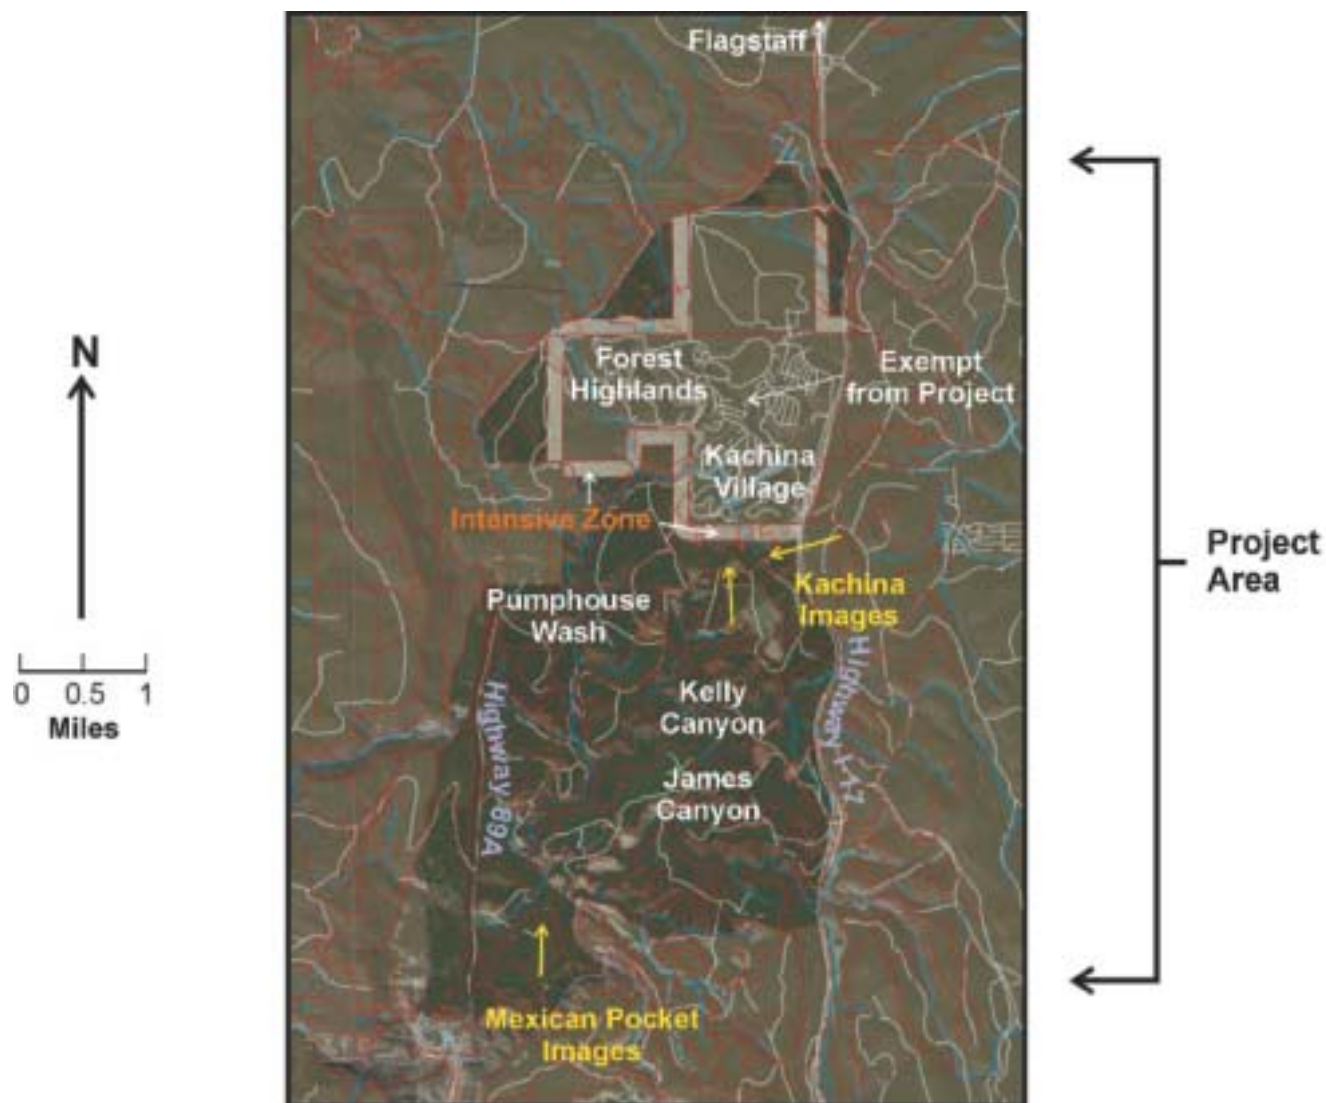 Flagstaff
N
Forest
Highlands
Exempt
from Project
Kachina
Village
Intensive Zone
Project
Area
Kachina
Images
Pumphouse
Wash
0 0.5 1
Miles
Highway 89A
Highway I-17
Kelly
Canyon
James
Canyon
Mexican Pocket
Images